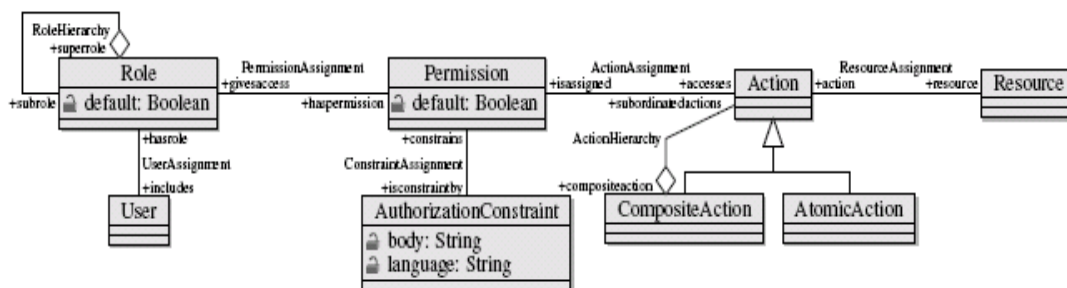 RoleHierarchy
+superrole
Role
default: Boolean
+subrole
PermissionAssignment
+givesaccess
+haspermission
Permission
default: Boolean
ActionAssignment
+isassigned +accesses
+subordinatedactions
Action
ResourceAssignment
+action
+resource
Resource
+hasrole
UserAssignment
+includes
User
+constrains
ConstraintAssignment
+isconstraintby
AuthorizationConstraint
body: String
language: String
ActionHierarchy
+compositeaction
CompositeAction
AtomicAction